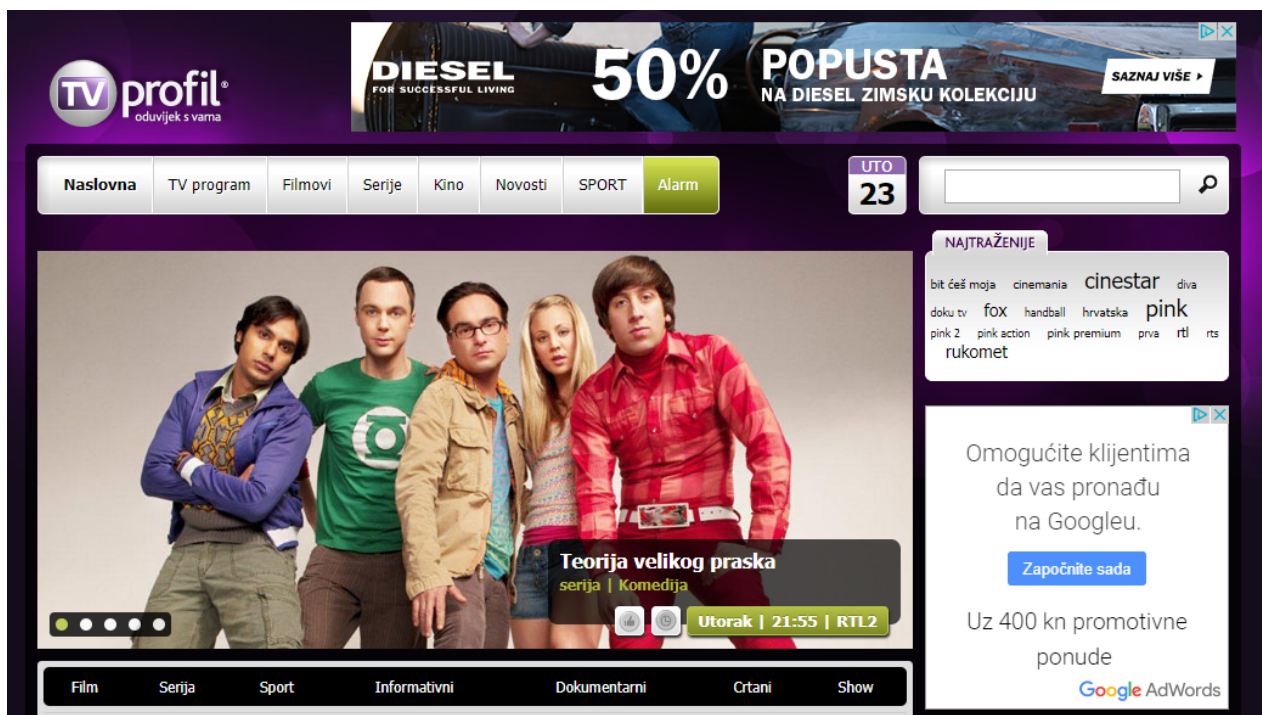 TV profil®
oduvijek s vama
DIESEL
FOR SUCCESSFUL LIVING
50%
POPUSTA
NA DIESEL ZIMSKU KOLEKCIJU
SAZNAJ VIŠE
Naslovna TV program Filmovi Serije Kino Novosti SPORT Alarm
UTO
23
NAJTRAŽENIJE
bit ćeš moja cinemania cinestar diva
doku tv fox handball hrvatska pink
pink 2 pink action pink premium prva rtl rts
rukomet
Teorija velikog praska
serija | Komedija
Utorak | 21:55 | RTL2
Omogućite klijentima
da vas pronađu
na Googleu.
Započnite sada
Uz 400 kn promotivne
ponude
Google AdWords
Film Serija Sport Informativni Dokumentarni Crtani Show